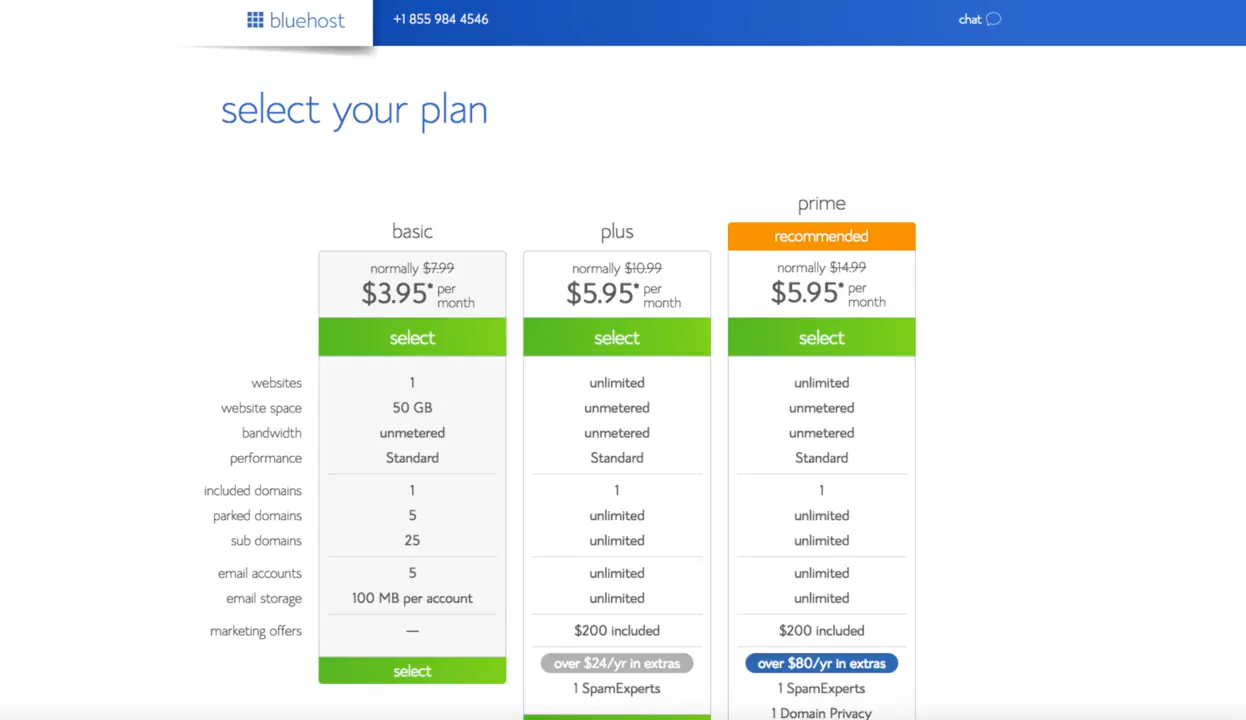 bluehost +1 855 984 4546 chat
select your plan
prime
basic plus recommended
normally $7.99 normally $10.99 normally $14.99
$3.95* per month $5.95* per month $5.95* per month
select select select
websites 1 unlimited unlimited
website space 50 GB unmetered unmetered
bandwidth unmetered unmetered unmetered
performance Standard Standard Standard
included domains 1 1 1
parked domains 5 unlimited unlimited
sub domains 25 unlimited unlimited
email accounts 5 unlimited unlimited
email storage 100 MB per account unlimited unlimited
marketing offers — $200 included $200 included
over $24/yr in extras over $80/yr in extras
select
1 SpamExperts 1 SpamExperts
1 Domain Privacy